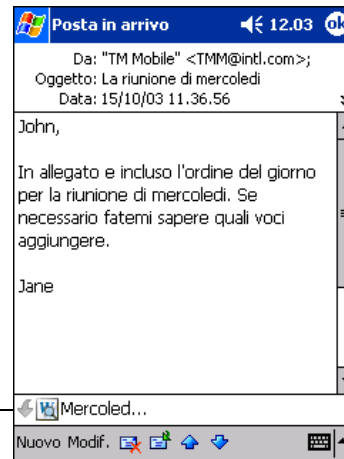 Posta in arrivo 12.03 ok
Da: "TM Mobile" <TMM@intl.com>;
Oggetto: La riunione di mercoledi
Data: 15/10/03 11.36.56
John,
In allegato e incluso l'ordine del giorno
per la riunione di mercoledi. Se
necessario fatemi sapere quali voci
aggiungere.
Jane
Mercoled...
Nuovo Modif.